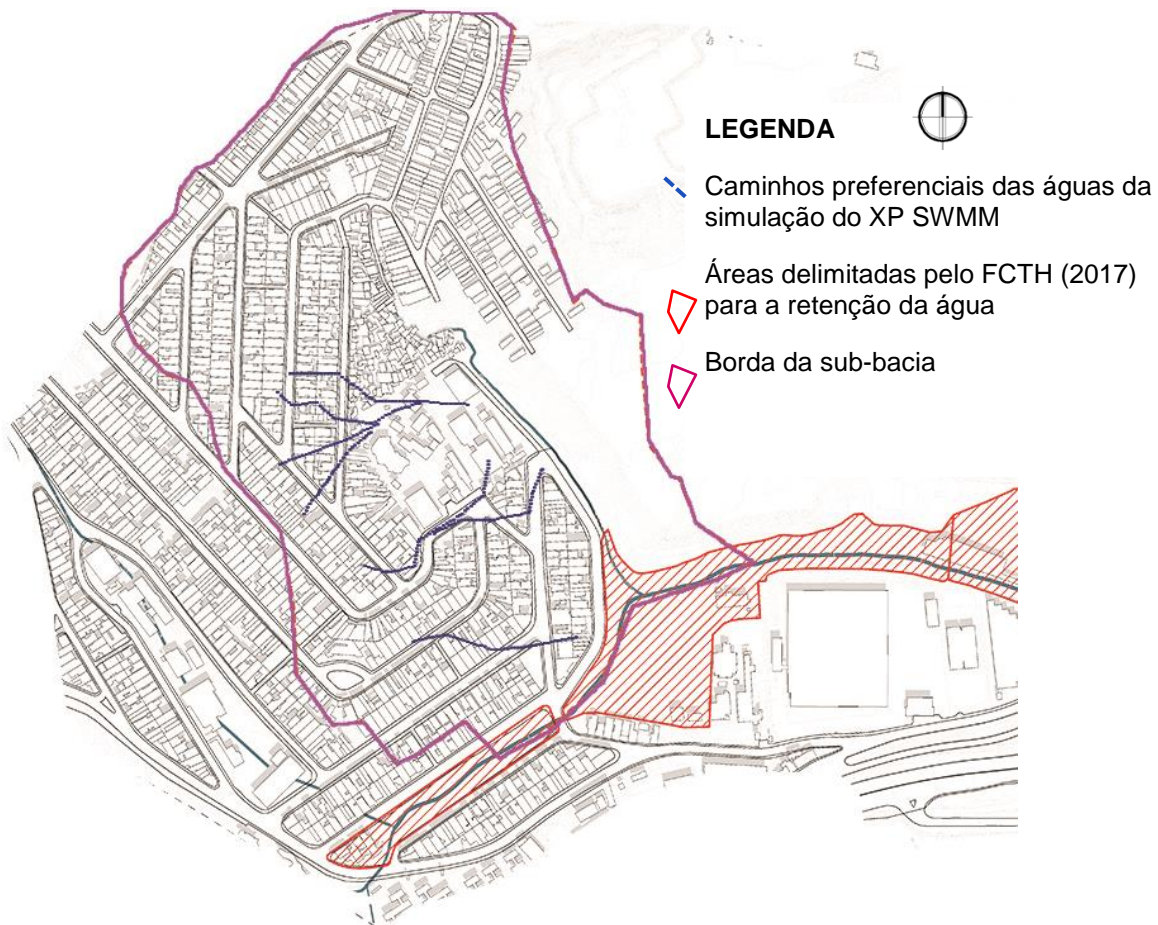 LEGENDA
Caminhos preferenciais das águas da
simulação do XP SWMM
Áreas delimitadas pelo FCTH (2017)
para a retenção da água
Borda da sub-bacia